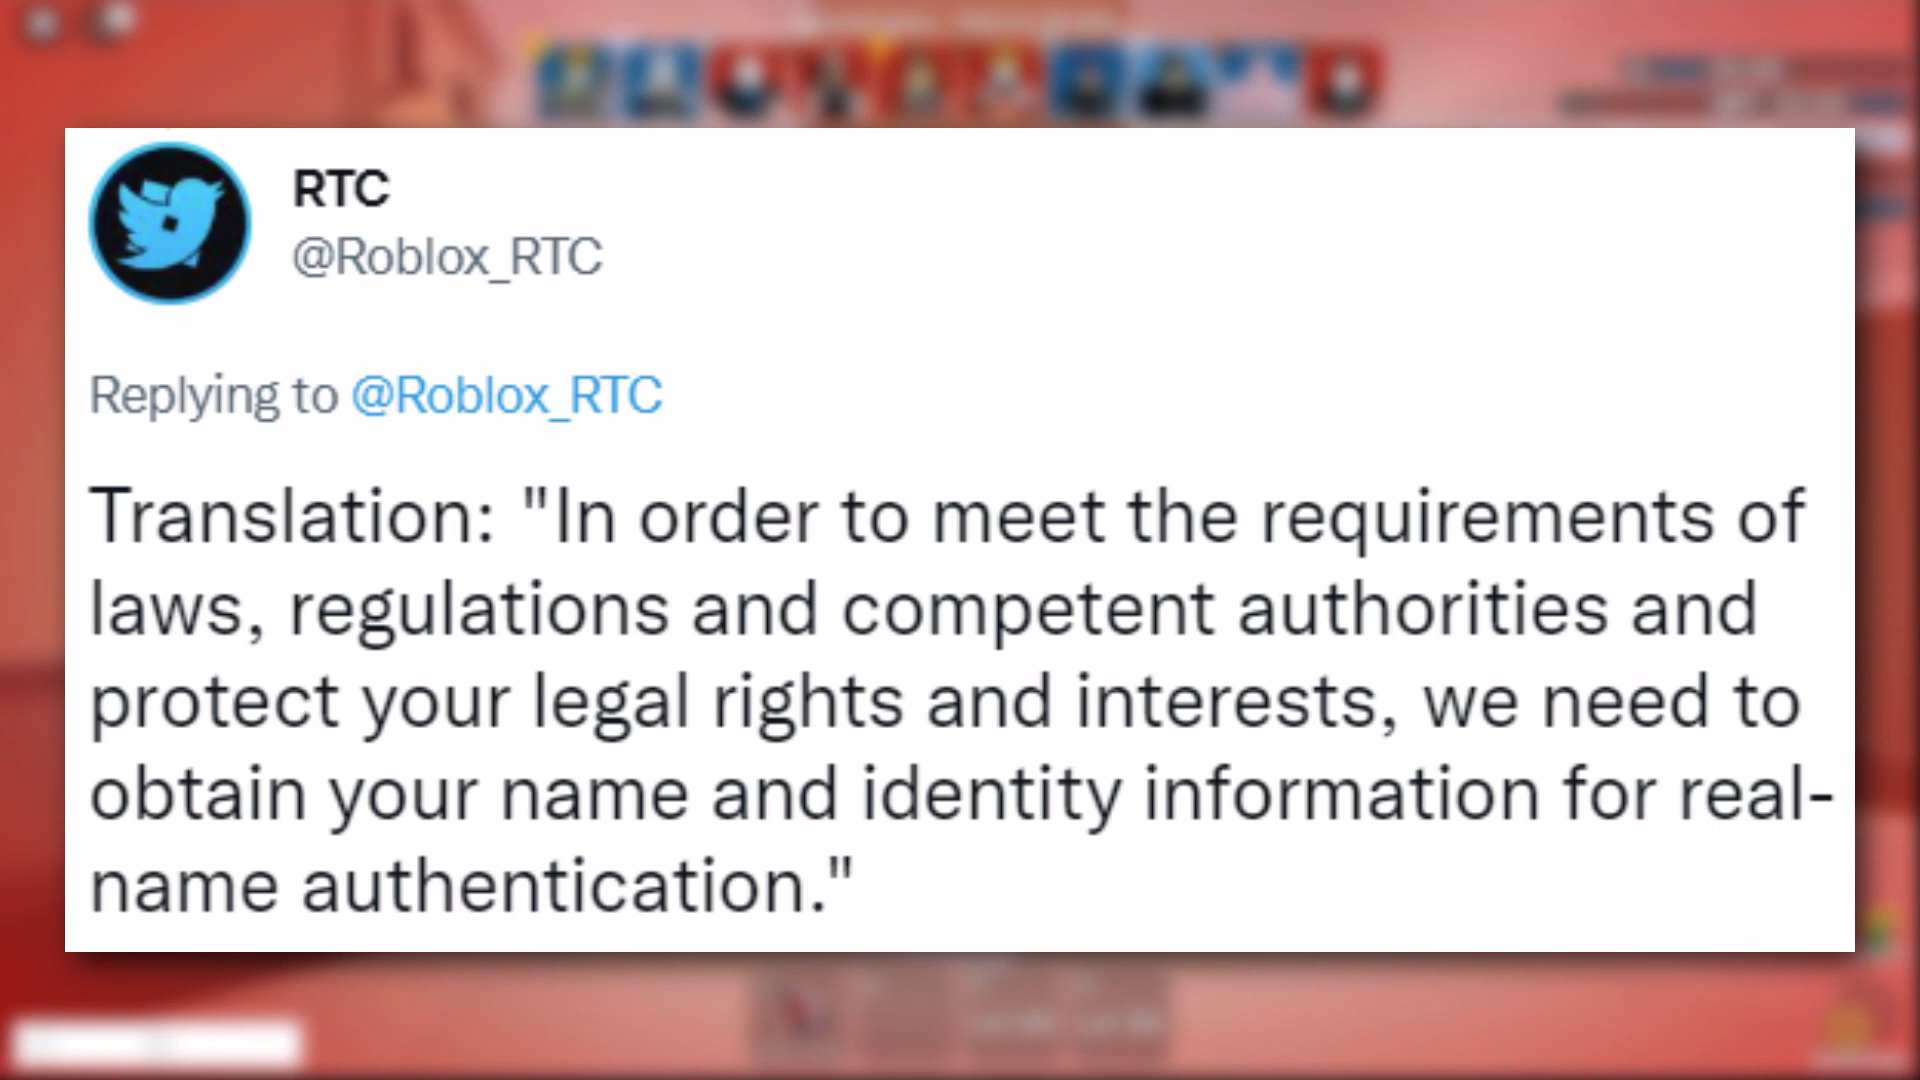 RTC
@Roblox_RTC
Replying to @Roblox_RTC
Translation: "In order to meet the requirements of
laws, regulations and competent authorities and
protect your legal rights and interests, we need to
obtain your name and identity information for real-
name authentication."